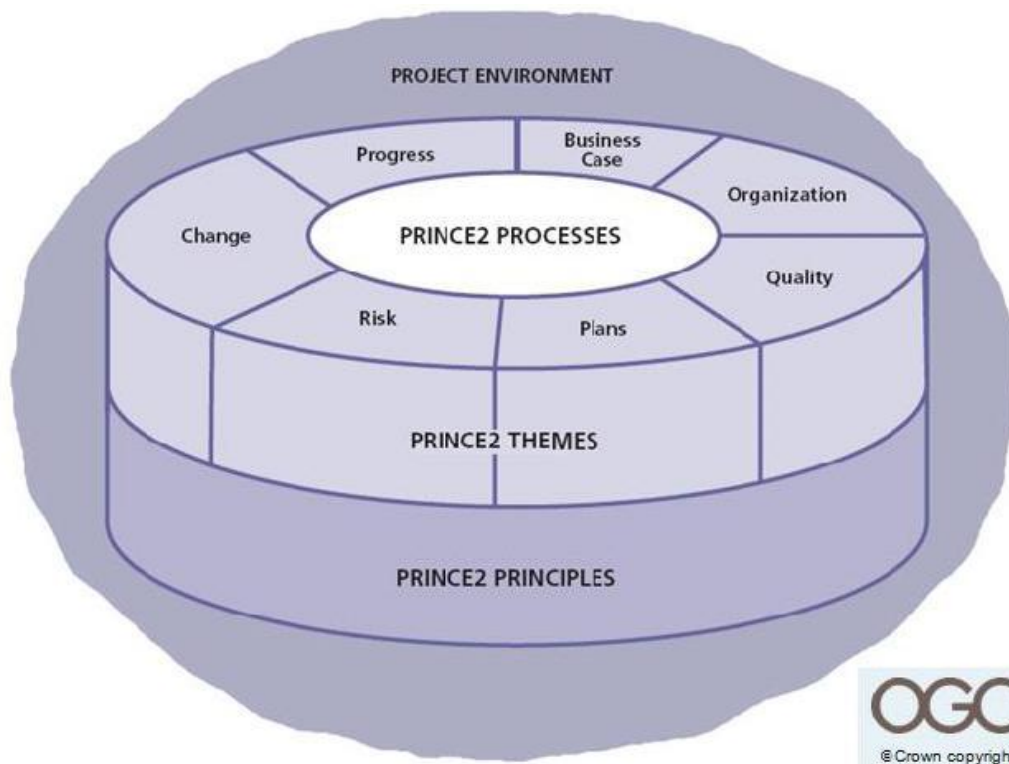 PROJECT ENVIRONMENT
Progress
Business
Case
Organization
Change
PRINCE2 PROCESSES
Quality
Risk
Plans
PRINCE2 THEMES
PRINCE2 PRINCIPLES
OGC
©Crown copyrigh